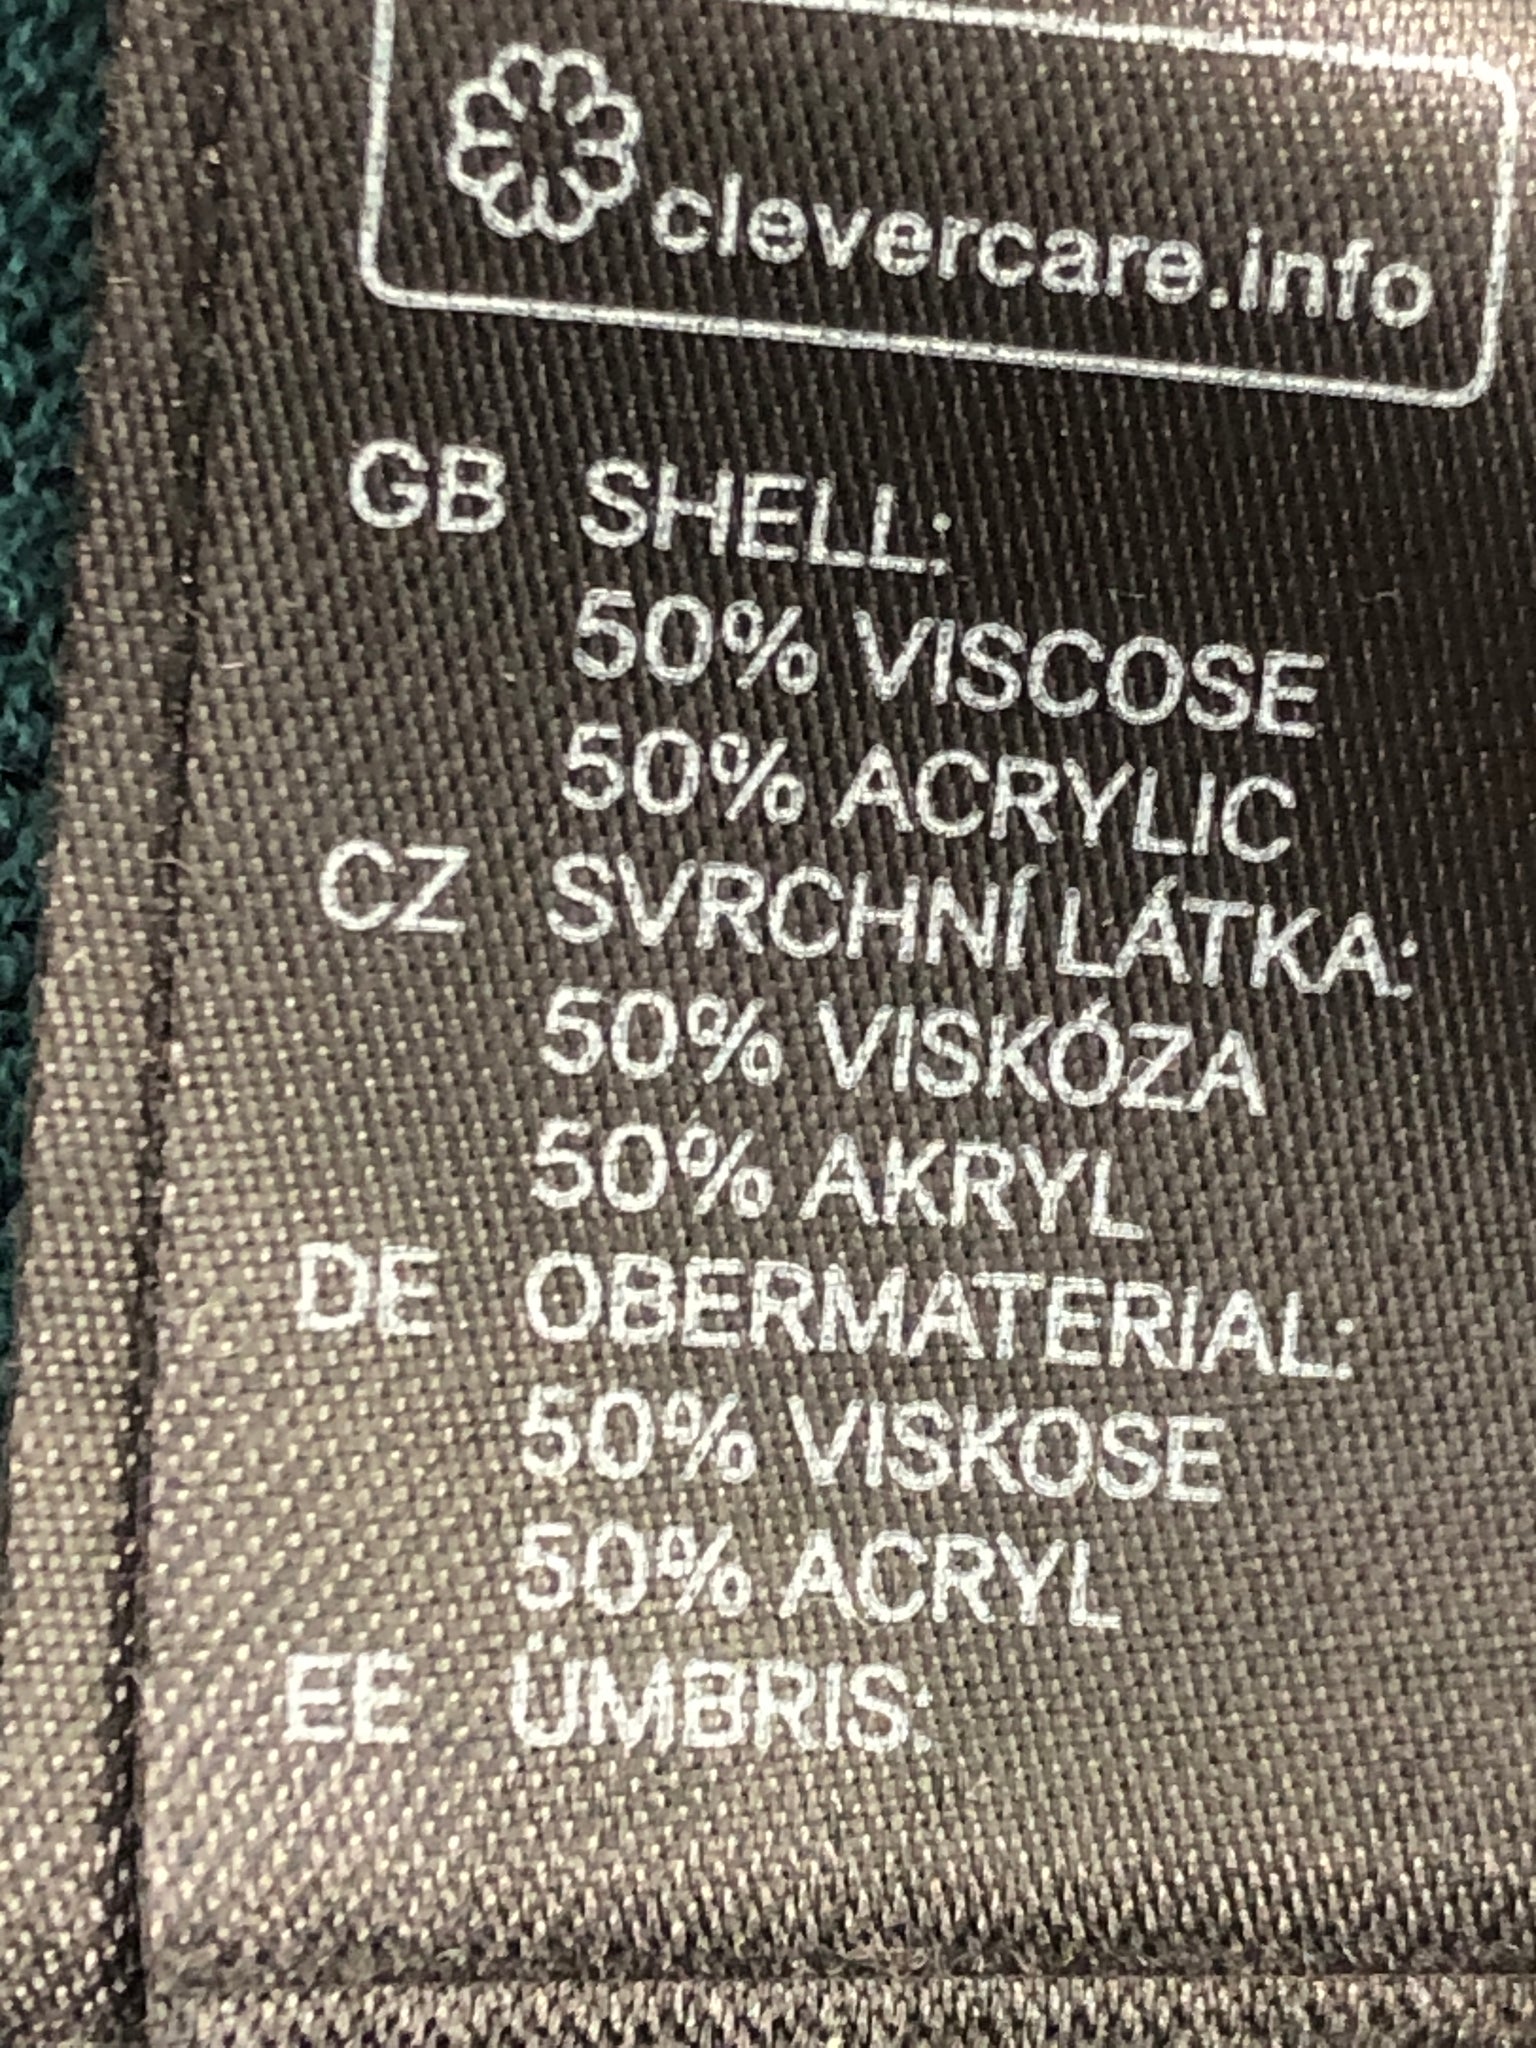 clevercare.info
GB SHELL:
50% VISCOSE
50% ACRYLIC
CZ SVRCHNÍ LÁTKA:
50% VISKÓZA
50% AKRYL
DE OBERMATERIAL:
50% VISKOSE
50% ACRYL
EE ÜMBRIS: